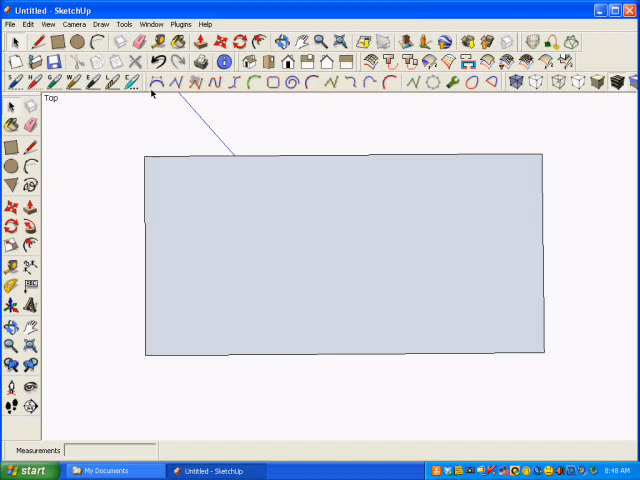 Untitled - SketchUp
File Edit View Camera Draw Tools Window Plugins Help
S H G W E L E
Top
ABC
Measurements
start My Documents Untitled - SketchUp 8:48 AM